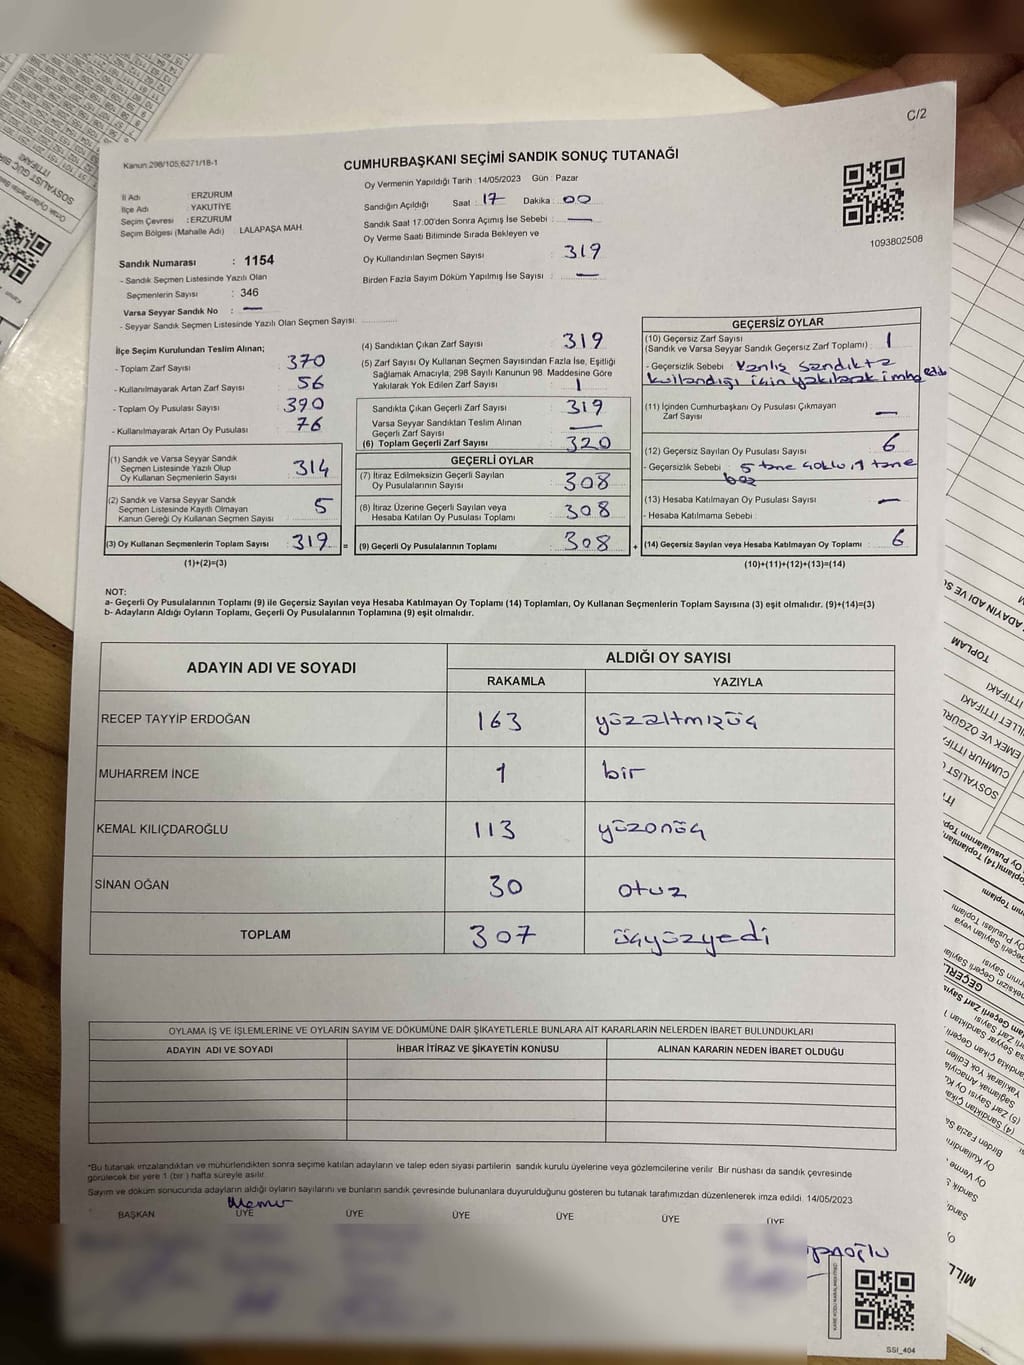 C/2
Kanun:298/105,6271/18-1
CUMHURBAŞKANI SEÇİMİ SANDIK SONUÇ TUTANAĞI
İl Adı : ERZURUM
İlçe Adı : YAKUTİYE
Seçim Çevresi : ERZURUM
Seçim Bölgesi (Mahalle Adı) : LALAPAŞA MAH.
Sandık Numarası : 1154
- Sandık Seçmen Listesinde Yazılı Olan
Seçmenlerin Sayısı : 346
Varsa Seyyar Sandık No : —
- Seyyar Sandık Listesinde Yazılı Olan Seçmen Sayısı:
Oy Vermenin Yapıldığı Tarih : 14/05/2023 Gün : Pazar
Sandığın Açıldığı Saat : 17 Dakika : 00
Sandık Saat 17:00'den Sonra Açımış İse Sebebi : —
Oy Verme Saati Bitiminde Sırada Bekleyen ve
Oy Kullandırılan Seçmen Sayısı : 319
Birden Fazla Sayım Döküm Yapılmış İse Sayısı : —
1093802508
İlçe Seçim Kurulundan Teslim Alınan;
- Toplam Zarf Sayısı : 370
- Kullanılmayarak Artan Zarf Sayısı : 56
- Toplam Oy Pusulası Sayısı : 390
- Kullanılmayarak Artan Oy Pusulası : 76
(1) Sandık ve Varsa Seyyar Sandık
Seçmen Listesinde Yazılı Olup
Oy Kullanan Seçmenlerin Sayısı : 314
(2) Sandık ve Varsa Seyyar Sandık
Seçmen Listesinde Kayıtlı Olmayan
Kanun Gereği Oy Kullanan Seçmen Sayısı : 5
(3) Oy Kullanan Seçmenlerin Toplam Sayısı : 319 =
(1)+(2)=(3)
(4) Sandıktan Çıkan Zarf Sayısı : 319
(5) Zarf Sayısı Oy Kullanan Seçmen Sayısından Fazla İse, Eşitliği
Sağlamak Amacıyla, 298 Sayılı Kanunun 98. Maddesine Göre
Yakılarak Yok Edilen Zarf Sayısı : 1
Sandıkta Çıkan Geçerli Zarf Sayısı : 319
Varsa Seyyar Sandıktan Teslim Alınan
Geçerli Zarf Sayısı : —
(6) Toplam Geçerli Zarf Sayısı : 320
GEÇERLİ OYLAR
(7) İtiraz Edilmeksizin Geçerli Sayılan
Oy Pusulalarının Sayısı : 308
(8) İtiraz Üzerine Geçerli Sayılan veya
Hesaba Katılan Oy Pusulası Toplamı : 308
(9) Geçerli Oy Pusulalarının Toplamı : 308 +
GEÇERSİZ OYLAR
(10) Geçersiz Zarf Sayısı
(Sandık ve Varsa Seyyar Sandık Geçersiz Zarf Toplamı) : 1
- Geçersizlik Sebebi : Yanlış sandıkta
kullandığı için yakılarak imha edildi
(11) İçinden Cumhurbaşkanı Oy Pusulası Çıkmayan
Zarf Sayısı : —
(12) Geçersiz Sayılan Oy Pusulası Sayısı : 6
- Geçersizlik Sebebi : 5 tane çoklu, 1 tane
boş
(13) Hesaba Katılmayan Oy Pusulası Sayısı : —
- Hesaba Katılmama Sebebi :
(14) Geçersiz Sayılan veya Hesaba Katılmayan Oy Toplamı : 6
(10)+(11)+(12)+(13)=(14)
NOT:
a- Geçerli Oy Pusulalarının Toplamı (9) ile Geçersiz Sayılan veya Hesaba Katılmayan Oy Toplamı (14) Toplamları, Oy Kullanan Seçmenlerin Toplam Sayısına (3) eşit olmalıdır. (9)+(14)=(3)
b- Adayların Aldığı Oyların Toplamı, Geçerli Oy Pusulalarının Toplamına (9) eşit olmalıdır.
ADAYIN ADI VE SOYADI
ALDIĞI OY SAYISI
RAKAMLA YAZIYLA
RECEP TAYYİP ERDOĞAN 163 yüzaltmışüç
MUHARREM İNCE 1 bir
KEMAL KILIÇDAROĞLU 113 yüzonüç
SİNAN OĞAN 30 otuz
TOPLAM 307 üçyüzyedi
OYLAMA İŞ VE İŞLEMLERİNE VE OYLARIN SAYIM VE DÖKÜMÜNE DAİR ŞİKAYETLERLE BUNLARA AİT KARARLARIN NELERDEN İBARET BULUNDUKLARI
ADAYIN ADI VE SOYADI İHBAR İTİRAZ VE ŞİKAYETİN KONUSU ALINAN KARARIN NEDEN İBARET OLDUĞU
*Bu tutanak imzalandıktan ve mühürlendikten sonra seçime katılan adayların ve talep eden siyasi partilerin sandık kurulu üyelerine veya gözlemcilerine verilir. Bir nüshası da sandık çevresinde
görülecek bir yere 1 (bir) hafta süreyle asılır.
Sayım ve döküm sonucunda adayların aldığı oyların sayılarını ve bunların sandık çevresinde bulunanlara duyurulduğunu gösteren bu tutanak tarafımızdan düzenlenerek imza edildi. 14/05/2023
Memur
BAŞKAN ÜYE ÜYE ÜYE ÜYE ÜYE ÜYE
SSI_404